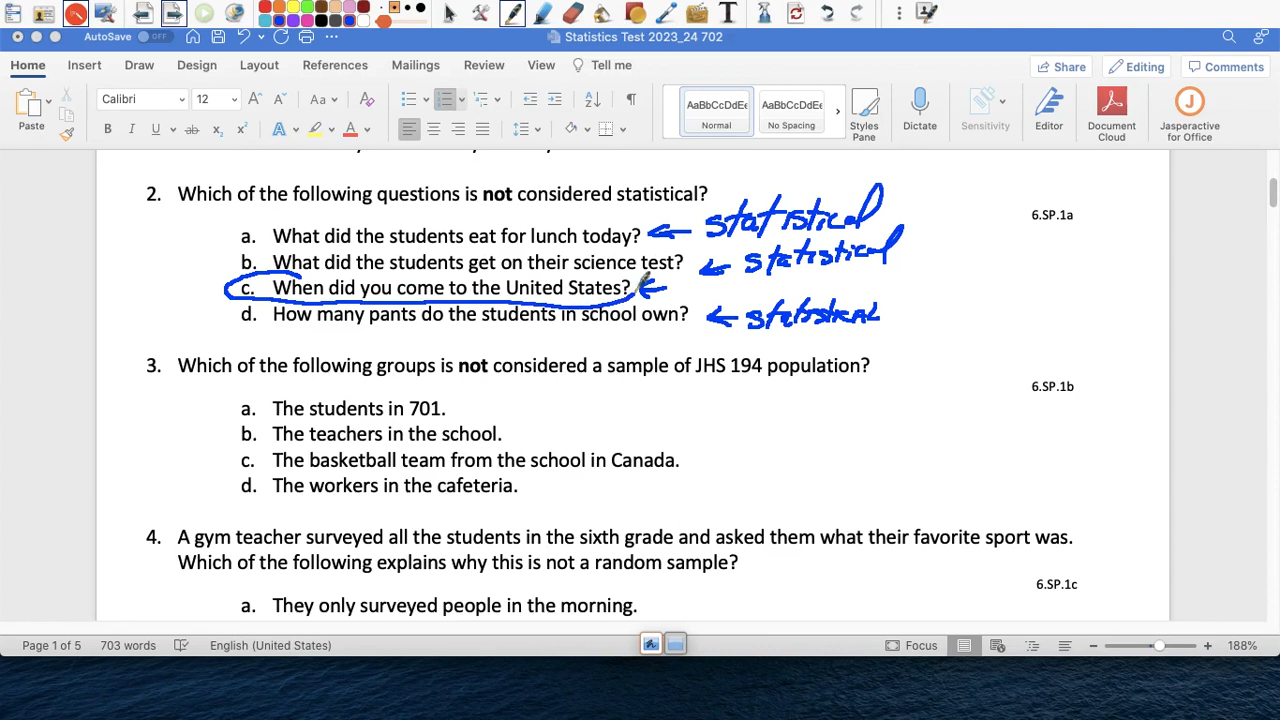 AutoSave OFF Statistics Test 2023_24 702
Home Insert Draw Design Layout References Mailings Review View Tell me Share Editing Comments
Paste Calibri 12 AaBbCcDdEe Normal AaBbCcDdEe No Spacing Styles Pane Dictate Sensitivity Editor Document Cloud Jasperactive for Office
2. Which of the following questions is not considered statistical?
6.SP.1a
a. What did the students eat for lunch today? ← statistical
b. What did the students get on their science test? ← statistical
c. When did you come to the United States? ←
d. How many pants do the students in school own? ← statistical
3. Which of the following groups is not considered a sample of JHS 194 population?
6.SP.1b
a. The students in 701.
b. The teachers in the school.
c. The basketball team from the school in Canada.
d. The workers in the cafeteria.
4. A gym teacher surveyed all the students in the sixth grade and asked them what their favorite sport was.
Which of the following explains why this is not a random sample?
6.SP.1c
a. They only surveyed people in the morning.
Page 1 of 5 703 words English (United States) Focus 188%